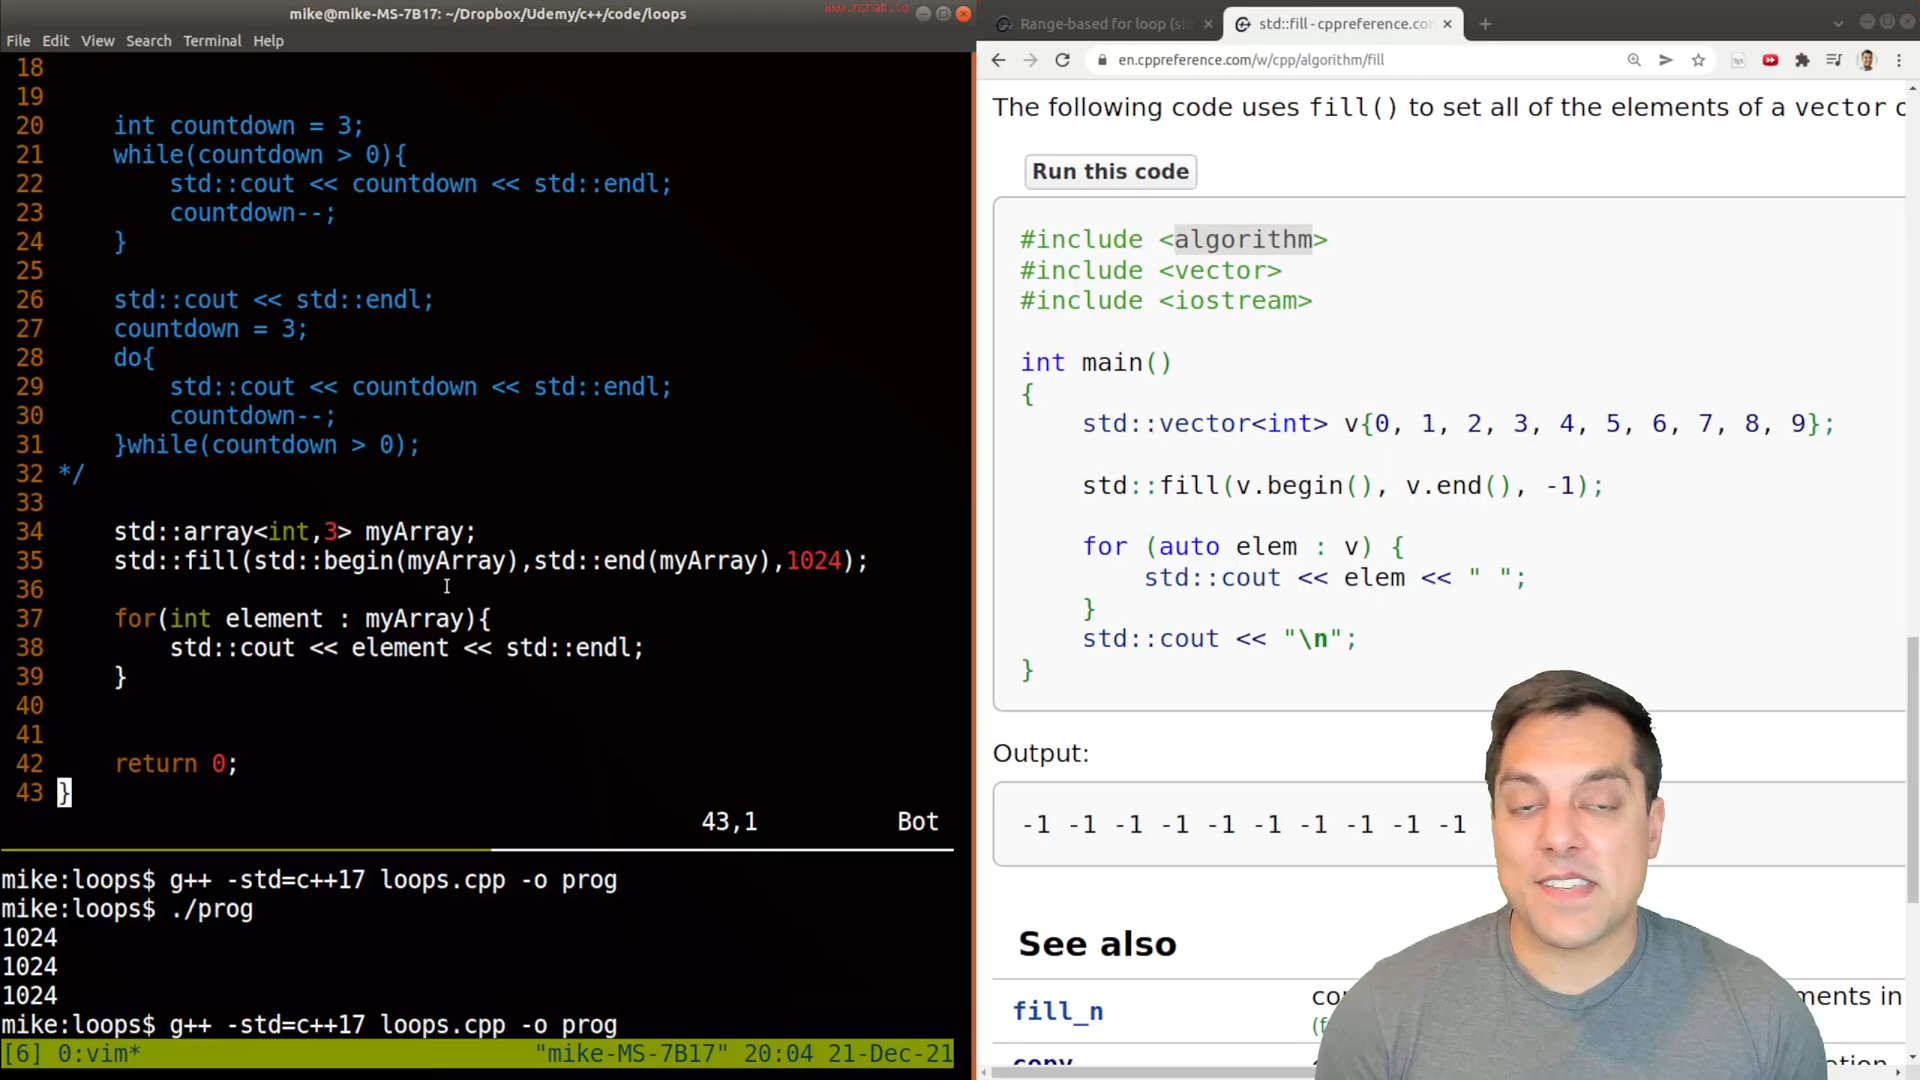 mike@mike-MS-7B17: ~/Dropbox/Udemy/c++/code/loops
www.mshah.io
File Edit View Search Terminal Help
18
19
20     int countdown = 3;
21     while(countdown > 0){
22         std::cout << countdown << std::endl;
23         countdown--;
24     }
25
26     std::cout << std::endl;
27     countdown = 3;
28     do{
29         std::cout << countdown << std::endl;
30         countdown--;
31     }while(countdown > 0);
32 */
33
34     std::array<int,3> myArray;
35     std::fill(std::begin(myArray),std::end(myArray),1024);
36
37     for(int element : myArray){
38         std::cout << element << std::endl;
39     }
40
41
42     return 0;
43 }
43,1 Bot
mike:loops$ g++ -std=c++17 loops.cpp -o prog
mike:loops$ ./prog
1024
1024
1024
mike:loops$ g++ -std=c++17 loops.cpp -o prog
[6] 0:vim* "mike-MS-7B17" 20:04 21-Dec-21
Range-based for loop (si
std::fill - cppreference.co
en.cppreference.com/w/cpp/algorithm/fill
The following code uses fill() to set all of the elements of a vector
Run this code
#include <algorithm>
#include <vector>
#include <iostream>
int main()
{
    std::vector<int> v{0, 1, 2, 3, 4, 5, 6, 7, 8, 9};
    std::fill(v.begin(), v.end(), -1);
    for (auto elem : v) {
        std::cout << elem << " ";
    }
    std::cout << "\n";
}
Output:
-1 -1 -1 -1 -1 -1 -1 -1 -1 -1
See also
fill_n
copy